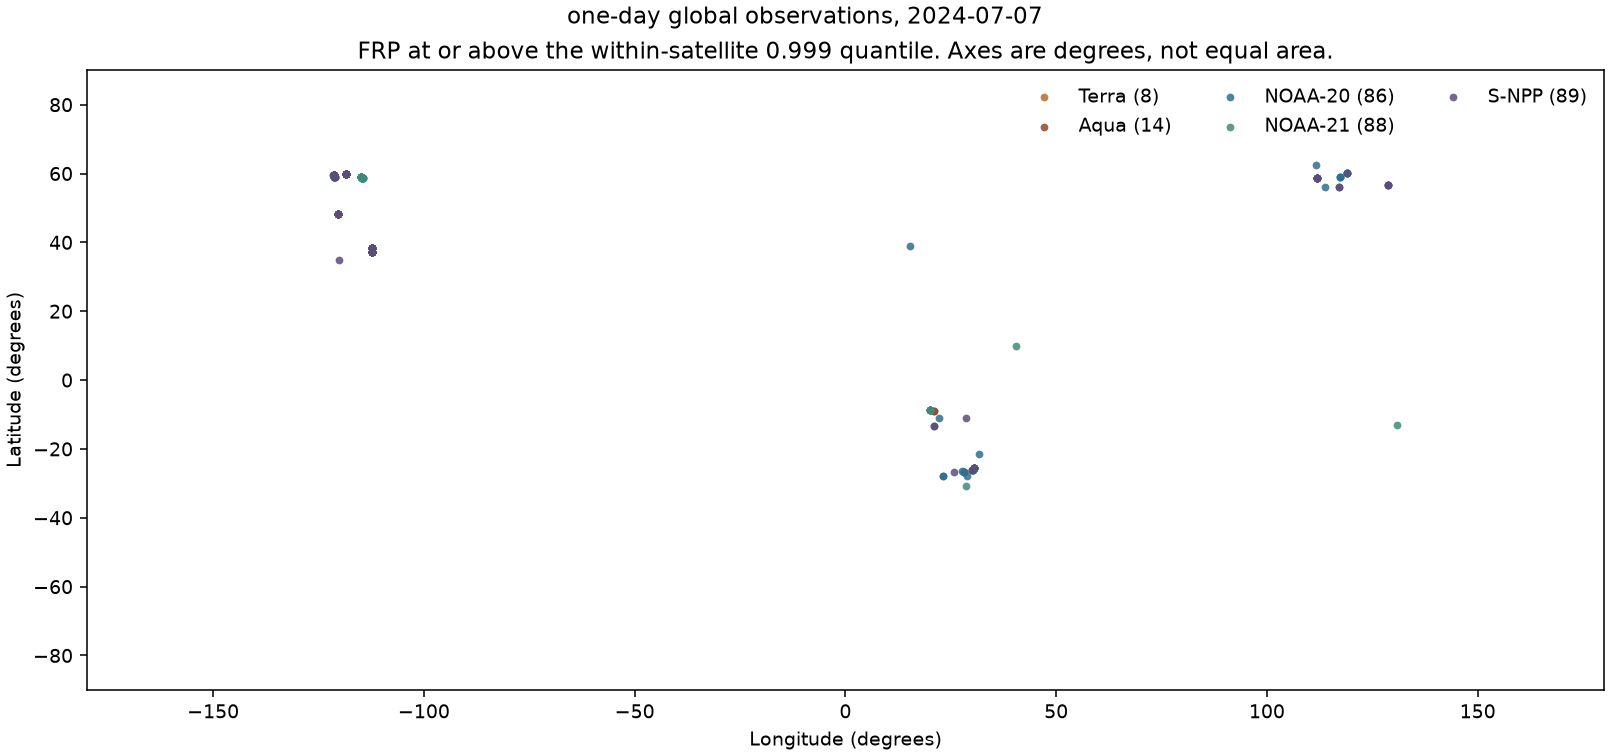 one-day global observations, 2024-07-07
FRP at or above the within-satellite 0.999 quantile. Axes are degrees, not equal area.
Terra (8)
Aqua (14)
NOAA-20 (86)
NOAA-21 (88)
S-NPP (89)
Latitude (degrees)
80
60
40
20
0
−20
−40
−60
−80
−150
−100
−50
0
50
100
150
Longitude (degrees)